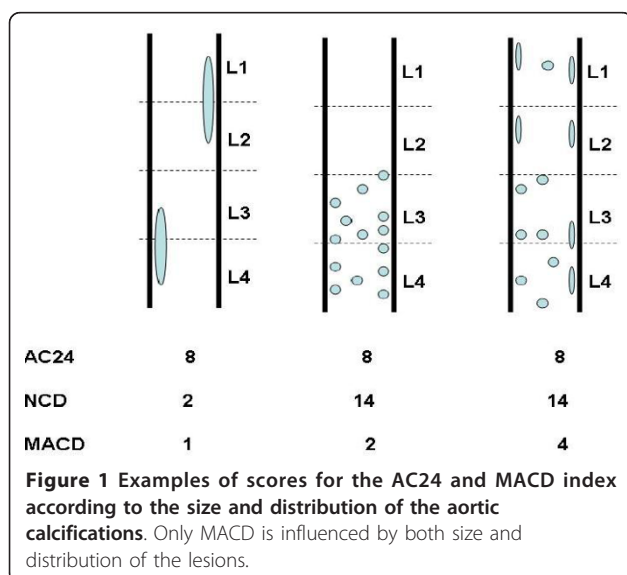 L1 L1 L1
L2 L2 L2
L3 L3 L3
L4 L4 L4
AC24 8 8 8
NCD 2 14 14
MACD 1 2 4
Figure 1 Examples of scores for the AC24 and MACD index
according to the size and distribution of the aortic
calcifications. Only MACD is influenced by both size and
distribution of the lesions.